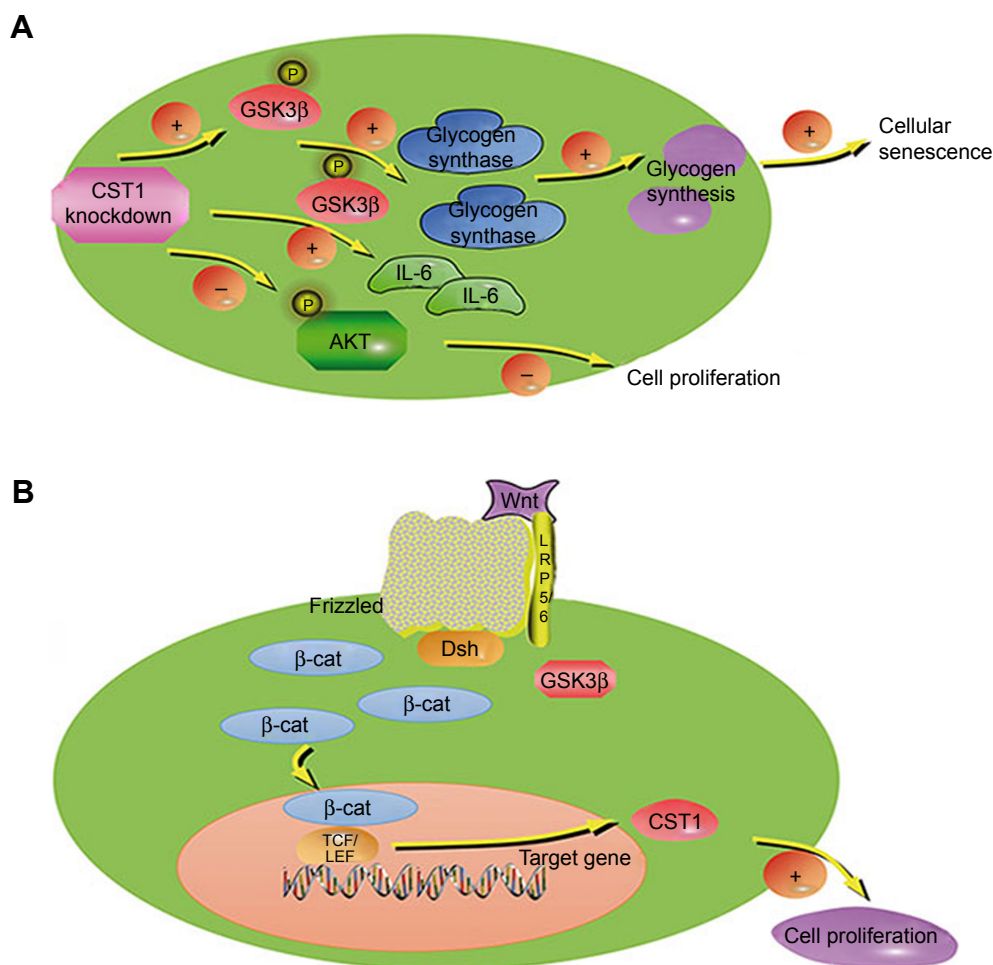 A
P
GSK3β
+
+
Glycogen
synthase
Cellular
senescence
+
+
Glycogen
synthesis
P
GSK3β
CST1
knockdown
Glycogen
synthase
+
IL-6
IL-6
–
P
AKT
–
Cell proliferation
B
Wnt
L
R
P
5/
6
Frizzled
Dsh
β-cat
GSK3β
β-cat
β-cat
β-cat
CST1
TCF/
LEF
Target gene
+
Cell proliferation